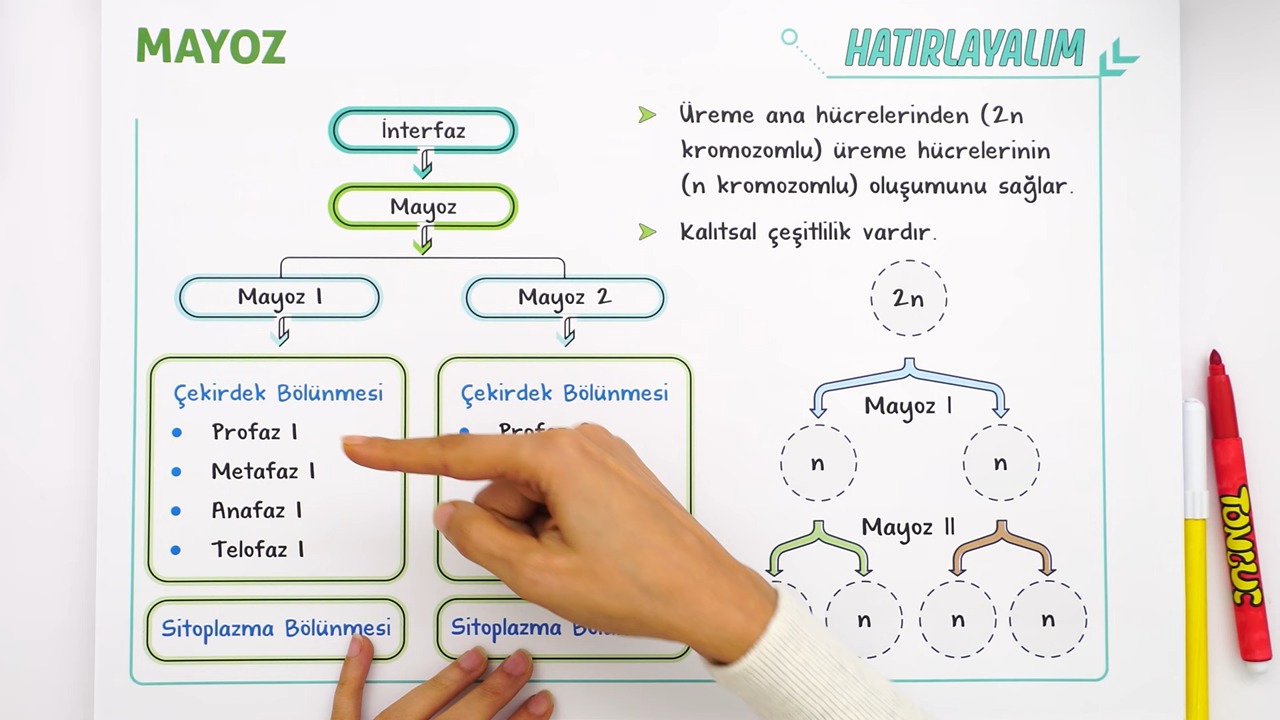 MAYOZ
HATIRLAYALIM
İnterfaz
Mayoz
Mayoz 1
Mayoz 2
Çekirdek Bölünmesi
Profaz 1
Metafaz 1
Anafaz 1
Telofaz 1
Sitoplazma Bölünmesi
Çekirdek Bölünmesi
Profaz
Sitoplazma
Üreme ana hücrelerinden (2n
kromozomlu) üreme hücrelerinin
(n kromozomlu) oluşumunu sağlar.
Kalıtsal çeşitlilik vardır.
2n
Mayoz I
n
n
Mayoz II
n
n
n
TONBUL